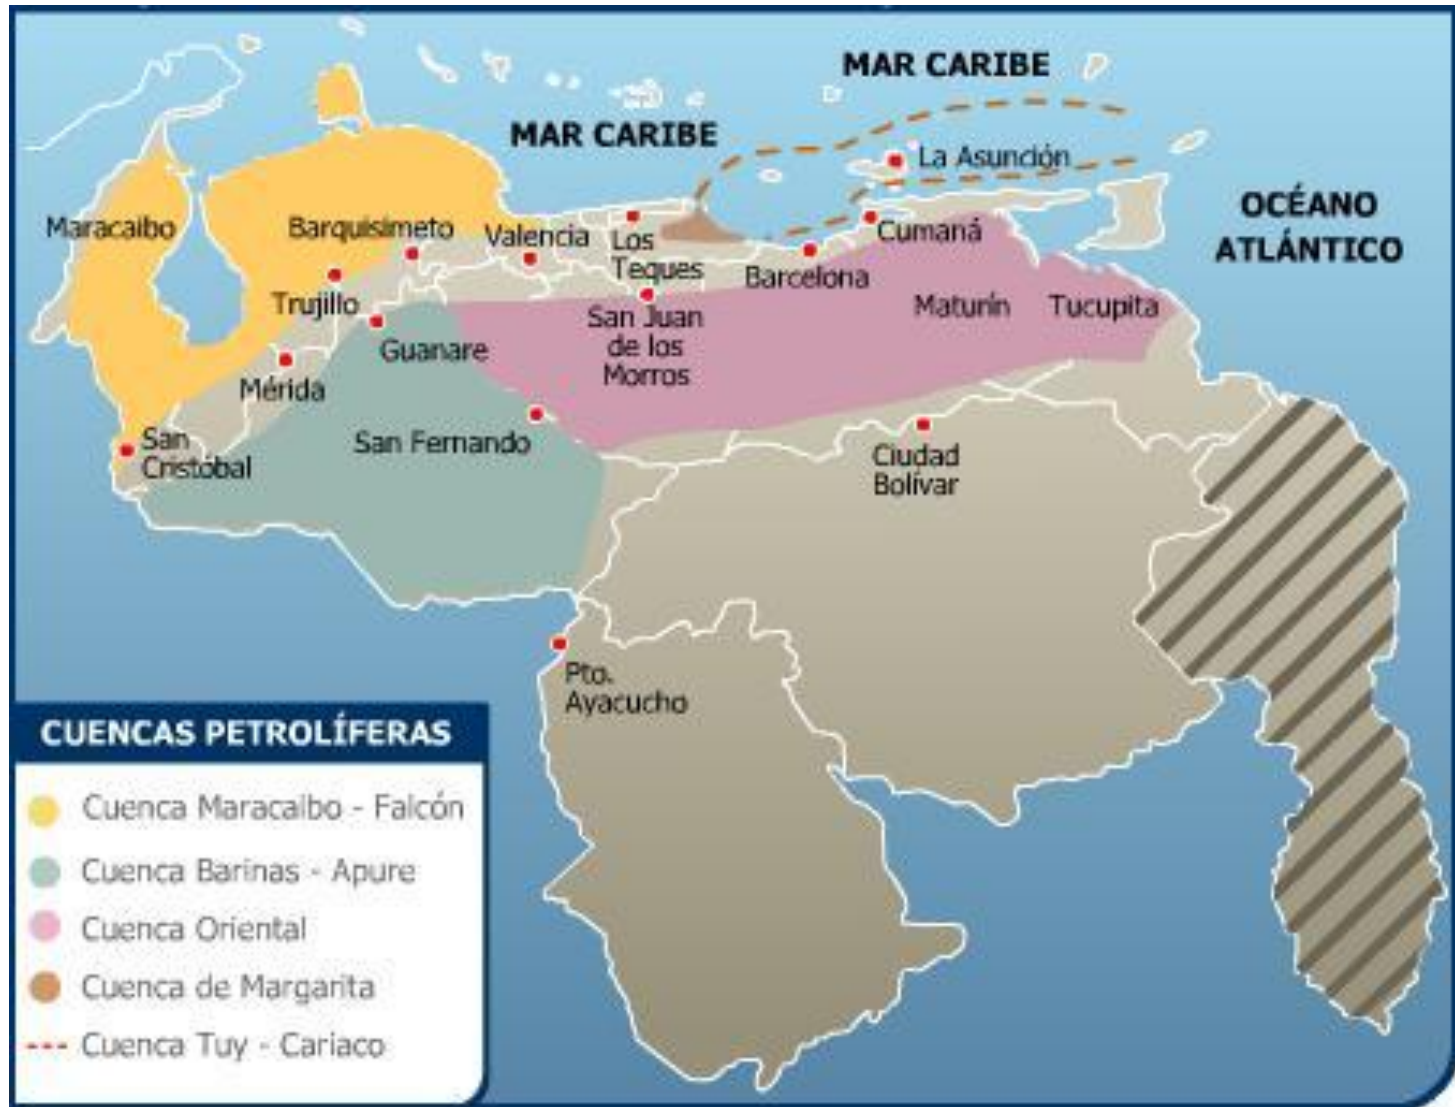 MAR CARIBE
MAR CARIBE
La Asunción
OCÉANO
ATLÁNTICO
Maracaibo
Barquisimeto
Valencia
Los
Teques
Cumaná
Barcelona
Trujillo
San Juan
de los
Morros
Maturín
Tucupita
Guanare
Mérida
San
Cristóbal
San Fernando
Ciudad
Bolívar
Pto.
Ayacucho
CUENCAS PETROLÍFERAS
Cuenca Maracaibo - Falcón
Cuenca Barinas - Apure
Cuenca Oriental
Cuenca de Margarita
Cuenca Tuy - Cariaco